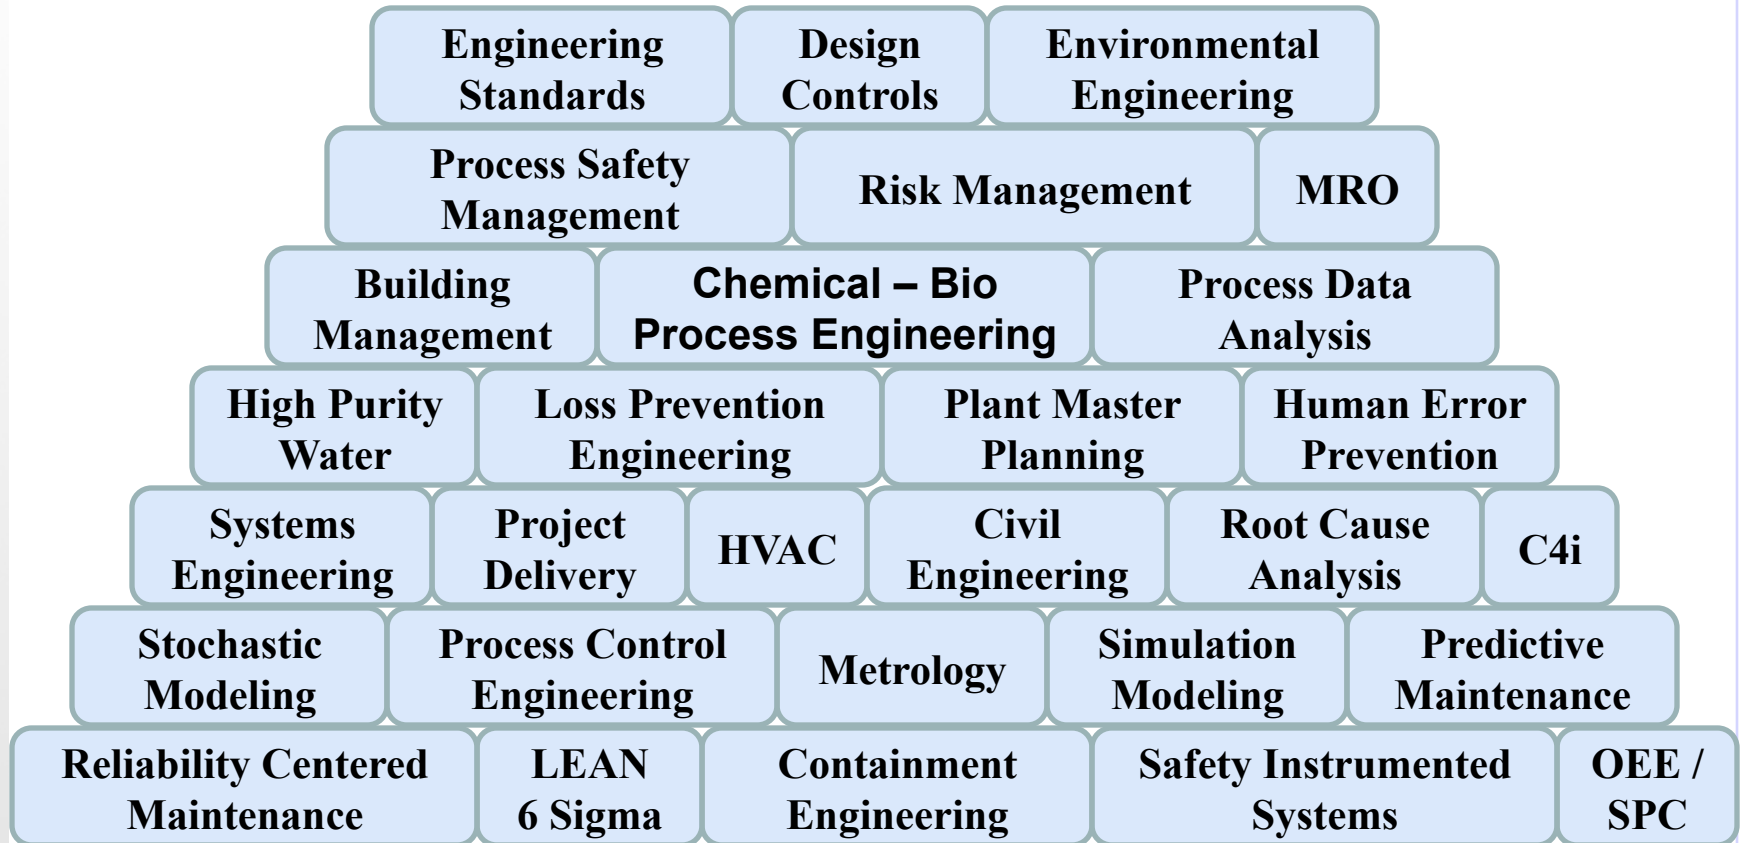 Engineering
Standards
Design
Controls
Environmental
Engineering
Process Safety
Management
Risk Management
MRO
Building
Management
Chemical – Bio
Process Engineering
Process Data
Analysis
High Purity
Water
Loss Prevention
Engineering
Plant Master
Planning
Human Error
Prevention
Systems
Engineering
Project
Delivery
HVAC
Civil
Engineering
Root Cause
Analysis
C4i
Stochastic
Modeling
Process Control
Engineering
Metrology
Simulation
Modeling
Predictive
Maintenance
Reliability Centered
Maintenance
LEAN
6 Sigma
Containment
Engineering
Safety Instrumented
Systems
OEE /
SPC